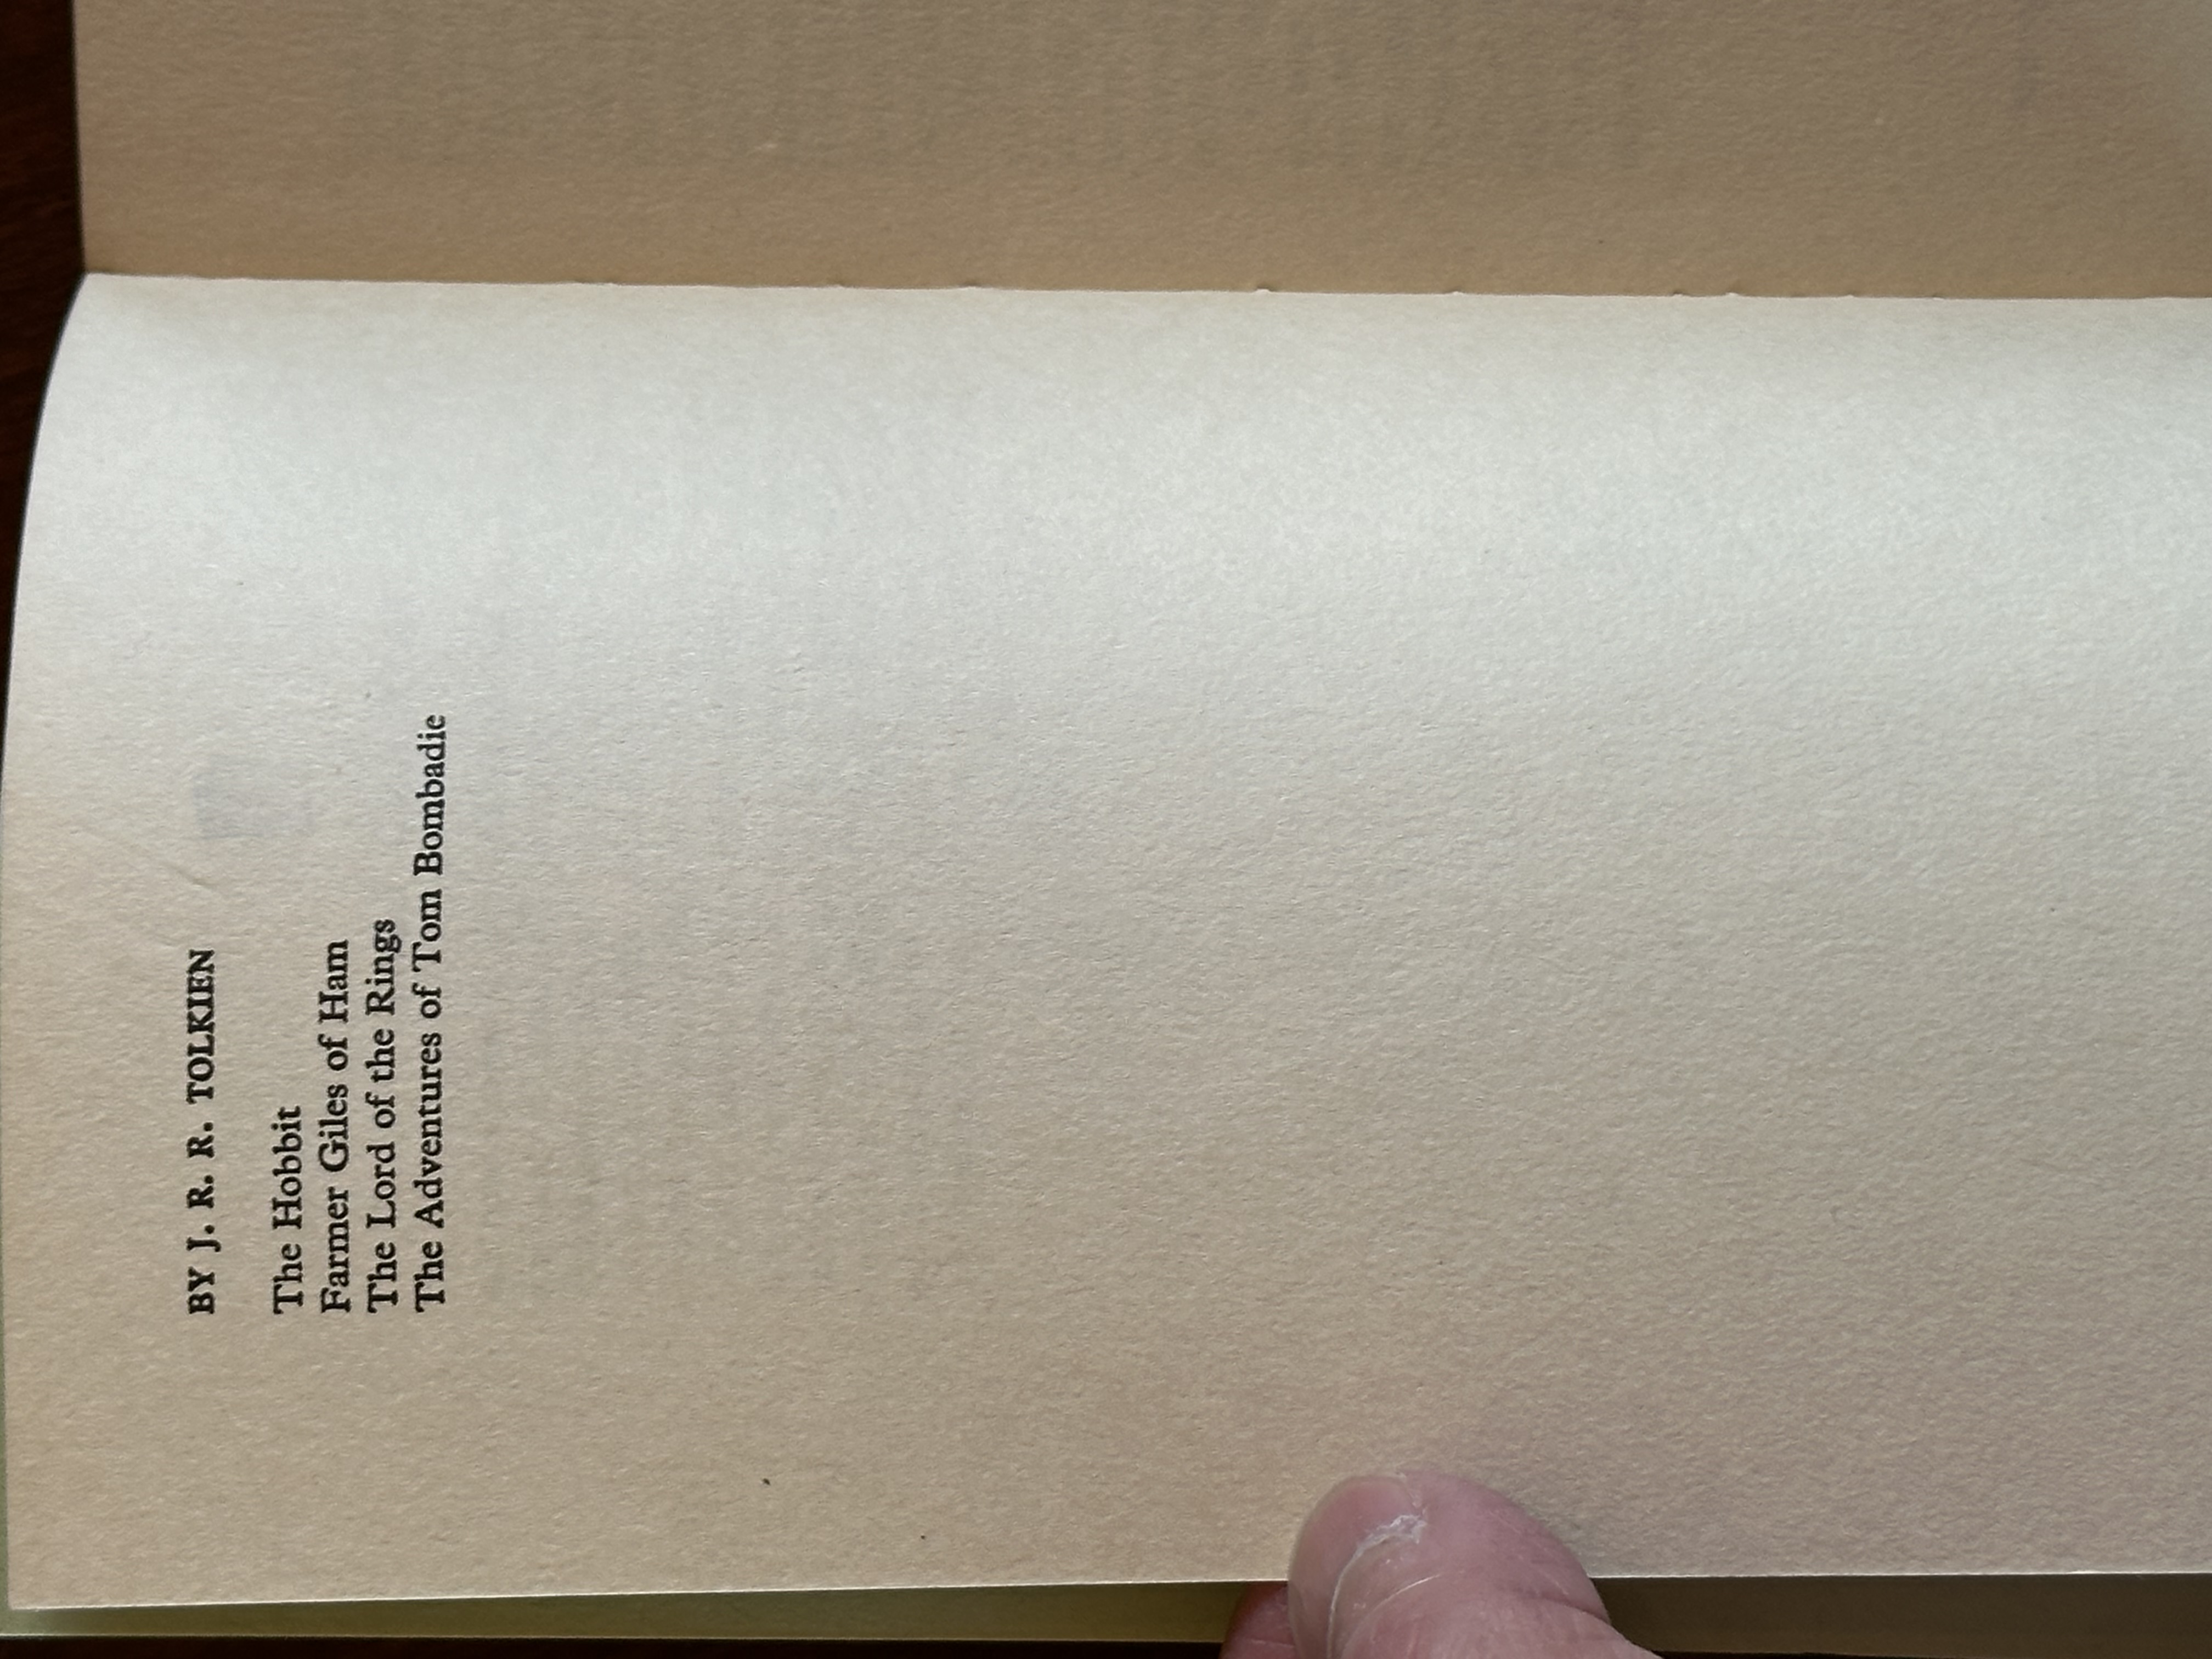 BY J. R. R. TOLKIEN
The Hobbit
Farmer Giles of Ham
The Lord of the Rings
The Adventures of Tom Bombadie